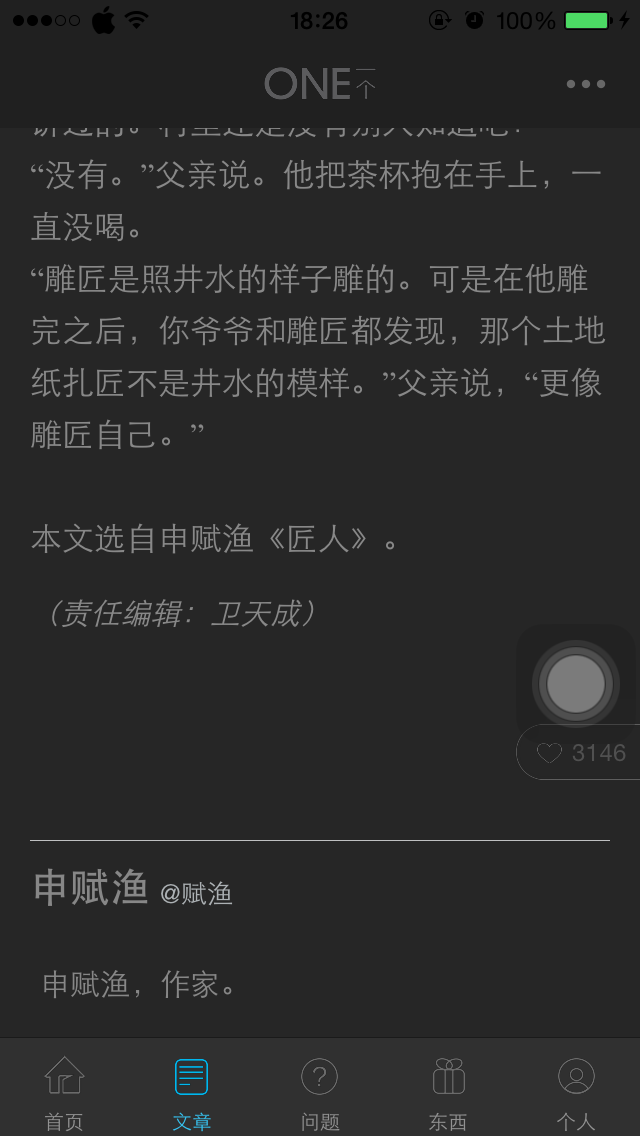 18:26
100%
ONE一个
“没有。”父亲说。他把茶杯抱在手上，一
直没喝。
“雕匠是照井水的样子雕的。可是在他雕
完之后，你爷爷和雕匠都发现，那个土地
纸扎匠不是井水的模样。”父亲说，“更像
雕匠自己。”
本文选自申赋渔《匠人》。
（责任编辑：卫天成）
3146
申赋渔 @赋渔
申赋渔，作家。
首页 文章 问题 东西 个人